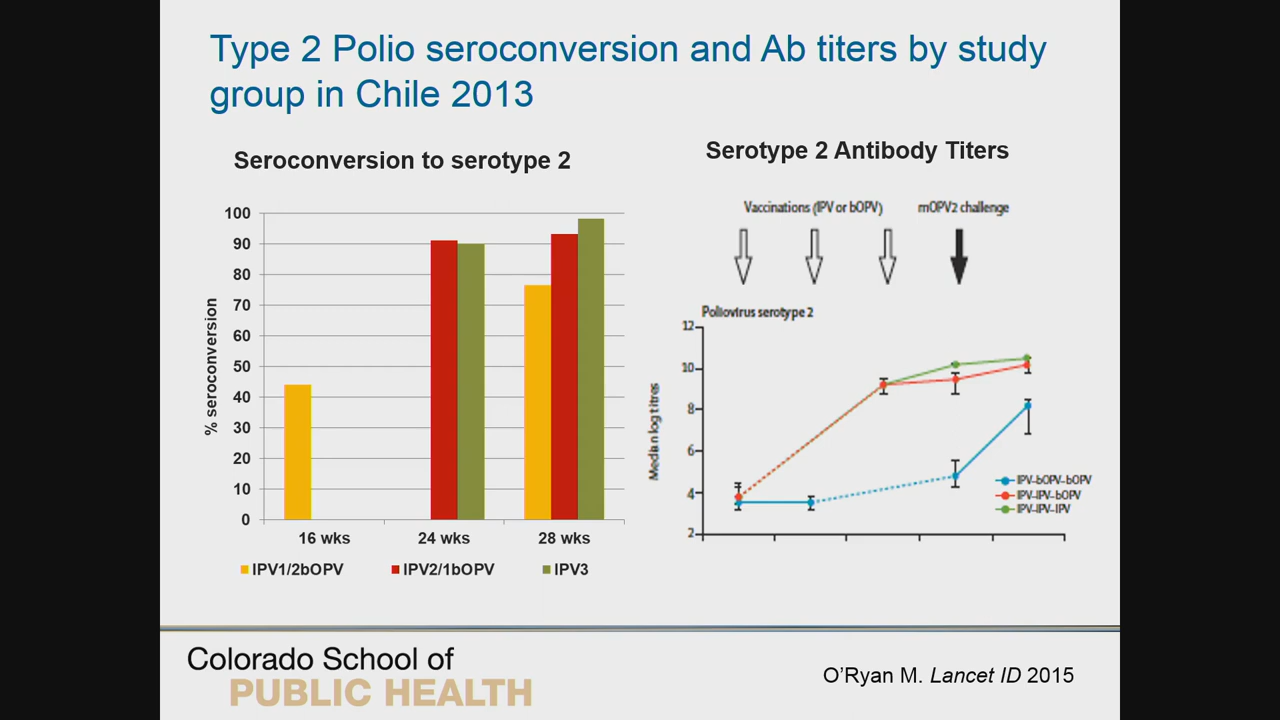 Type 2 Polio seroconversion and Ab titers by study
group in Chile 2013
Seroconversion to serotype 2
% seroconversion
100
90
80
70
60
50
40
30
20
10
0
16 wks
24 wks
28 wks
IPV1/2bOPV
IPV2/1bOPV
IPV3
Serotype 2 Antibody Titers
Vaccinations (IPV or bOPV)
mOPV2 challenge
Poliovirus serotype 2
Median log titres
12
10
8
6
4
2
IPV-bOPV-bOPV
IPV-IPV-bOPV
IPV-IPV-IPV
Colorado School of
PUBLIC HEALTH
O'Ryan M. Lancet ID 2015